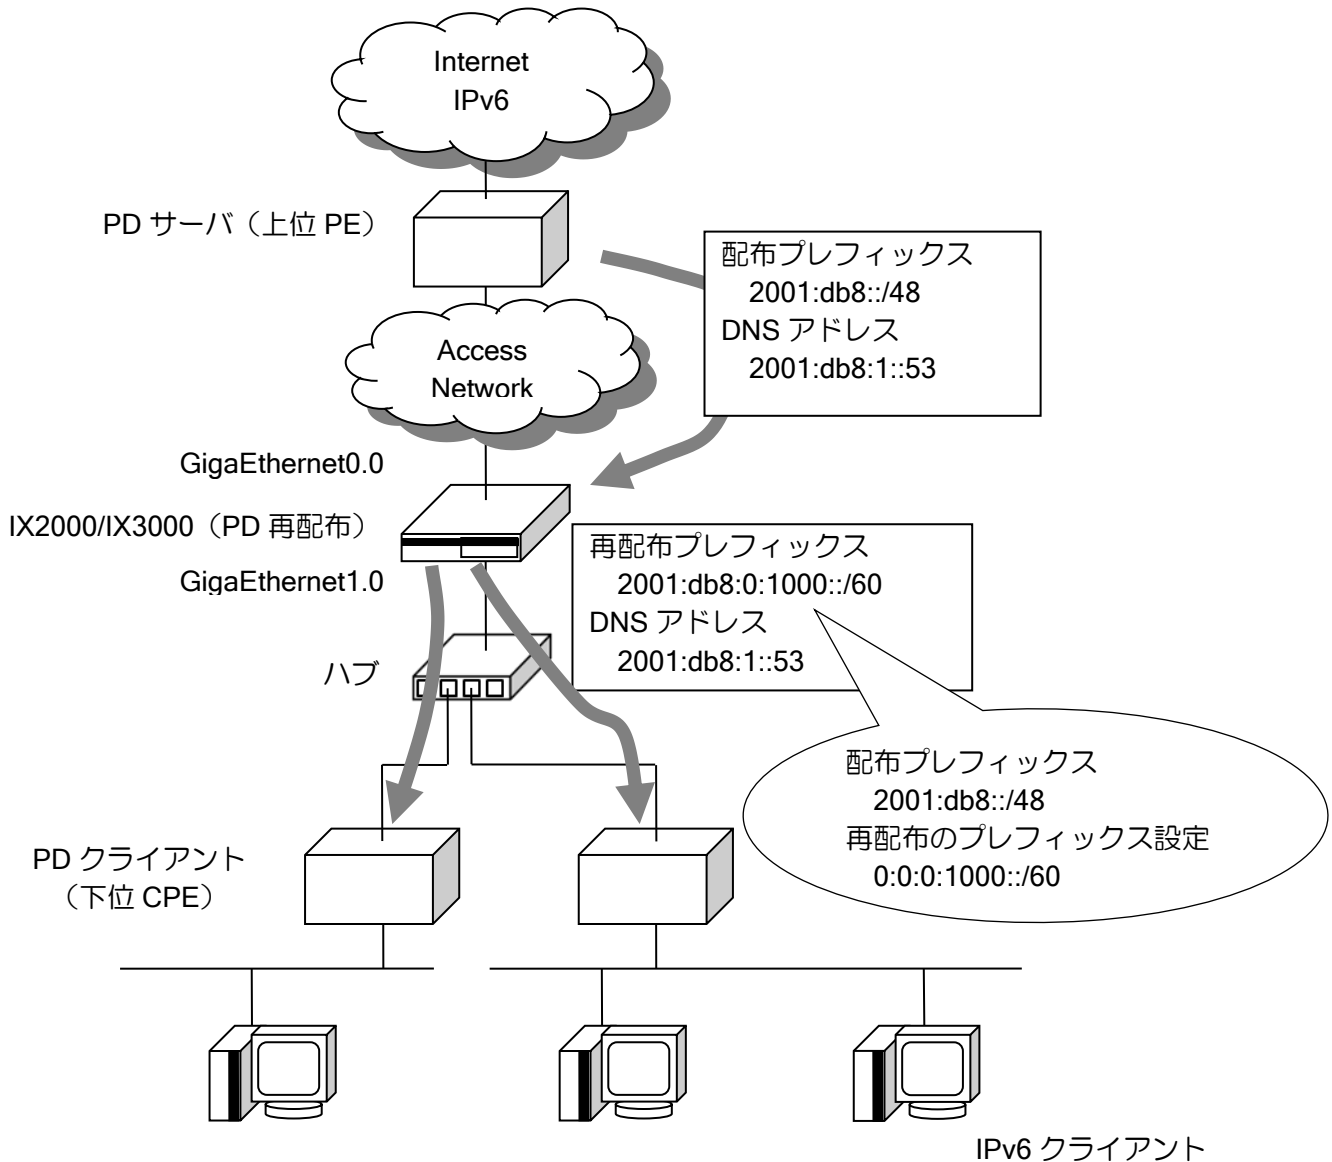 Internet
IPv6
PD サーバ（上位 PE）
配布プレフィックス
2001:db8::/48
DNS アドレス
2001:db8:1::53
Access
Network
GigaEthernet0.0
IX2000/IX3000（PD 再配布）
GigaEthernet1.0
再配布プレフィックス
2001:db8:0:1000::/60
DNS アドレス
2001:db8:1::53
ハブ
配布プレフィックス
2001:db8::/48
再配布のプレフィックス設定
0:0:0:1000::/60
PD クライアント
（下位 CPE）
IPv6 クライアント